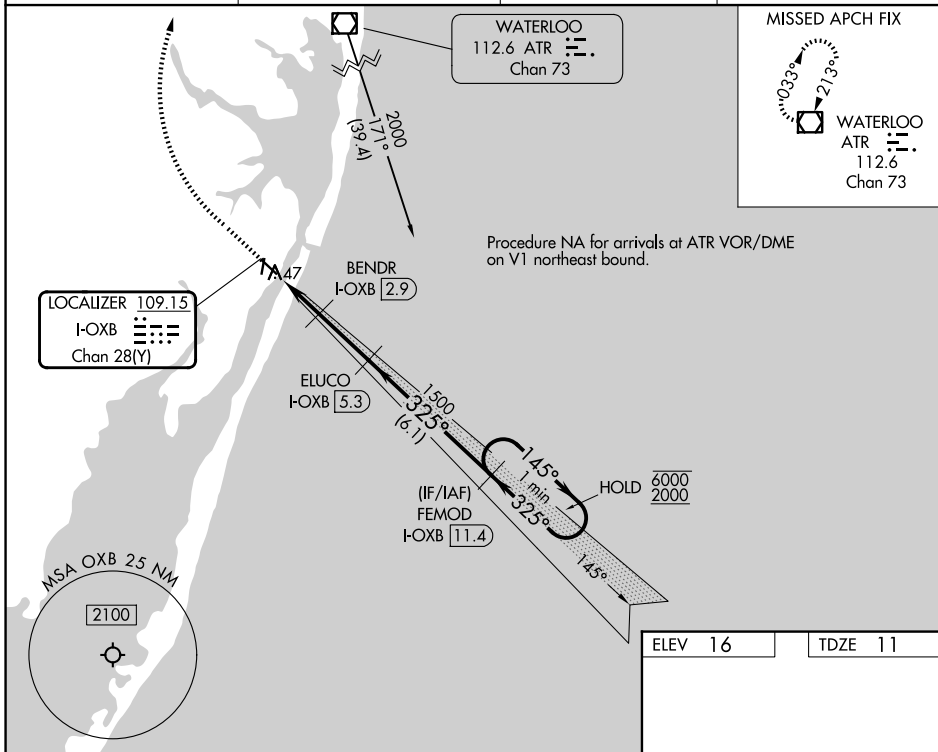 WATERLOO
112.6 ATR
Chan 73
MISSED APCH FIX
033°
213°
WATERLOO
ATR
112.6
Chan 73
2000
171°
(39.4)
Procedure NA for arrivals at ATR VOR/DME
on V1 northeast bound.
47
LOCALIZER 109.15
I-OXB
Chan 28(Y)
BENDR
I-OXB 2.9
ELUCO
I-OXB 5.3
1500
325°
(6.1)
(IF/IAF)
FEMOD
I-OXB 11.4
145°
1 min
325°
HOLD 6000
2000
145°
MSA OXB 25 NM
2100
ELEV 16
TDZE 11